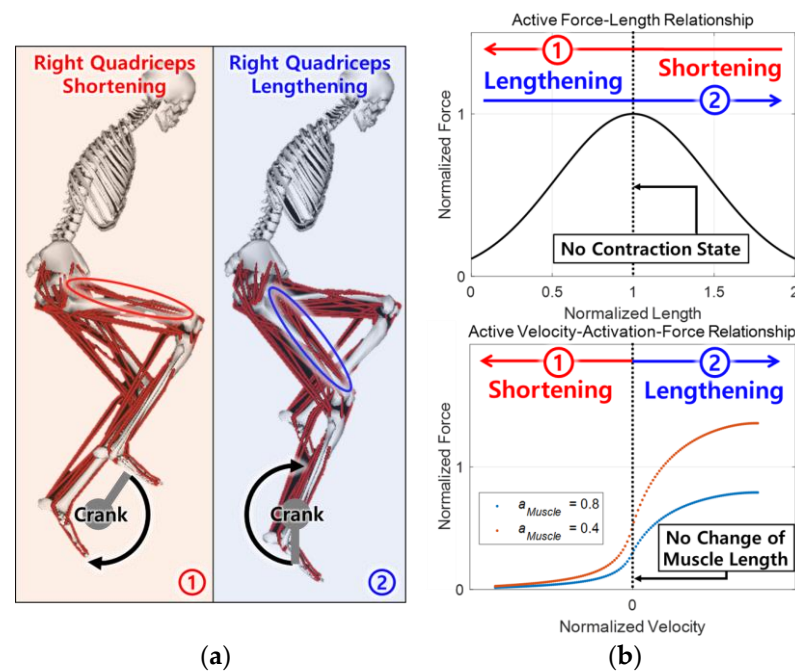 (a)
Right Quadriceps
Shortening
Crank
1
Right Quadriceps
Lengthening
Crank
2
(b)
Active Force-Length Relationship
1
Lengthening
Shortening
2
Normalized Force
1
0
No Contraction State
0 0.5 1 1.5 2
Normalized Length
Active Velocity-Activation-Force Relationship
1
2
Shortening
Lengthening
Normalized Force
1
0
a Muscle = 0.8
a Muscle = 0.4
No Change of
Muscle Length
0
Normalized Velocity
(a)
(b)